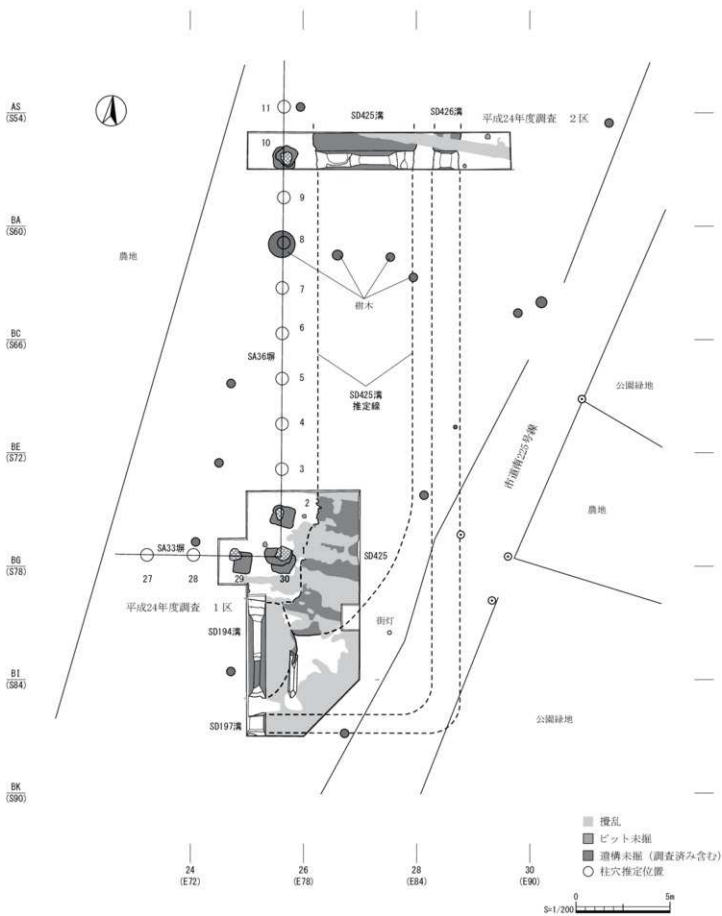 AS
(S54)
11
SD425溝
SD426溝
平成24年度調査 2区
10
9
BA
(S60)
8
農地
7
樹木
BC
(S66)
6
SA36塀
5
SD425溝
推定線
公園緑地
4
市道南225号線
BE
(S72)
3
農地
2
SA33塀
SD425
BG
(S78)
27
28
29
30
平成24年度調査 1区
街灯
SD194溝
BI
(S84)
SD197溝
公園緑地
BK
(S90)
攪乱
ピット未掘
遺構未掘(調査済み含む)
柱穴推定位置
24
(E72)
26
(E78)
28
(E84)
30
(E90)
0
5m
S=1/200